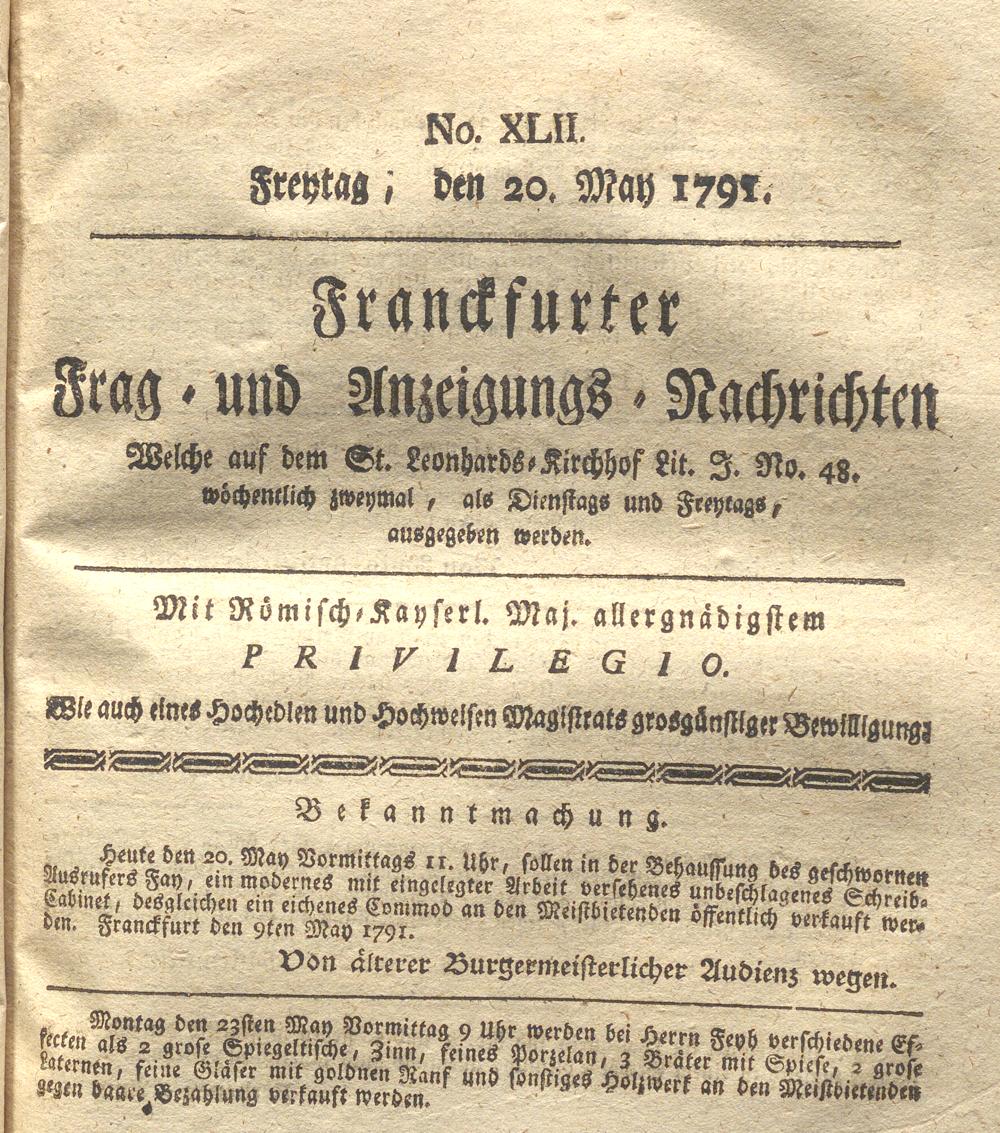 No. XLII.
Freytag; den 20. May 1791.
Franckfurter
Frag- und Anzeigungs-Nachrichten
Welche auf dem St. Leonhards-Kirchhof Lit. J. No. 48.
wöchentlich zweymal, als Dienstags und Freytags,
ausgegeben werden.
Mit Römisch-Kayserl. Maj. allergnädigstem
PRIVILEGIO.
Wie auch eines Hochedlen und Hochweisen Magistrats grosgünstiger Bewilligung:
Bekanntmachung.
Heute den 20. May Vormittags 11. Uhr, sollen in der Behaussung des geschwornen
Ausrufers Fay, ein modernes mit eingelegter Arbeit versehenes unbeschlagenes Schreib-
Cabinet, desgleichen ein eichenes Commod an den Meistbietenden öffentlich verkauft wer-
den. Franckfurt den 9ten May 1791.
Von älterer Burgermeisterlicher Audienz wegen.
Montag den 23sten May Vormittag 9 Uhr werden bei Herrn Feyh verschiedene Ef-
fecten als 2 grose Spiegeltische, Zinn, feines Porzelan, 3 Bräter mit Spiese, 2 grose
Laternen, feine Gläser mit goldnen Ranf und sonstiges Holzwerk an den Meistbietenden
gegen baare Bezahlung verkauft werden.